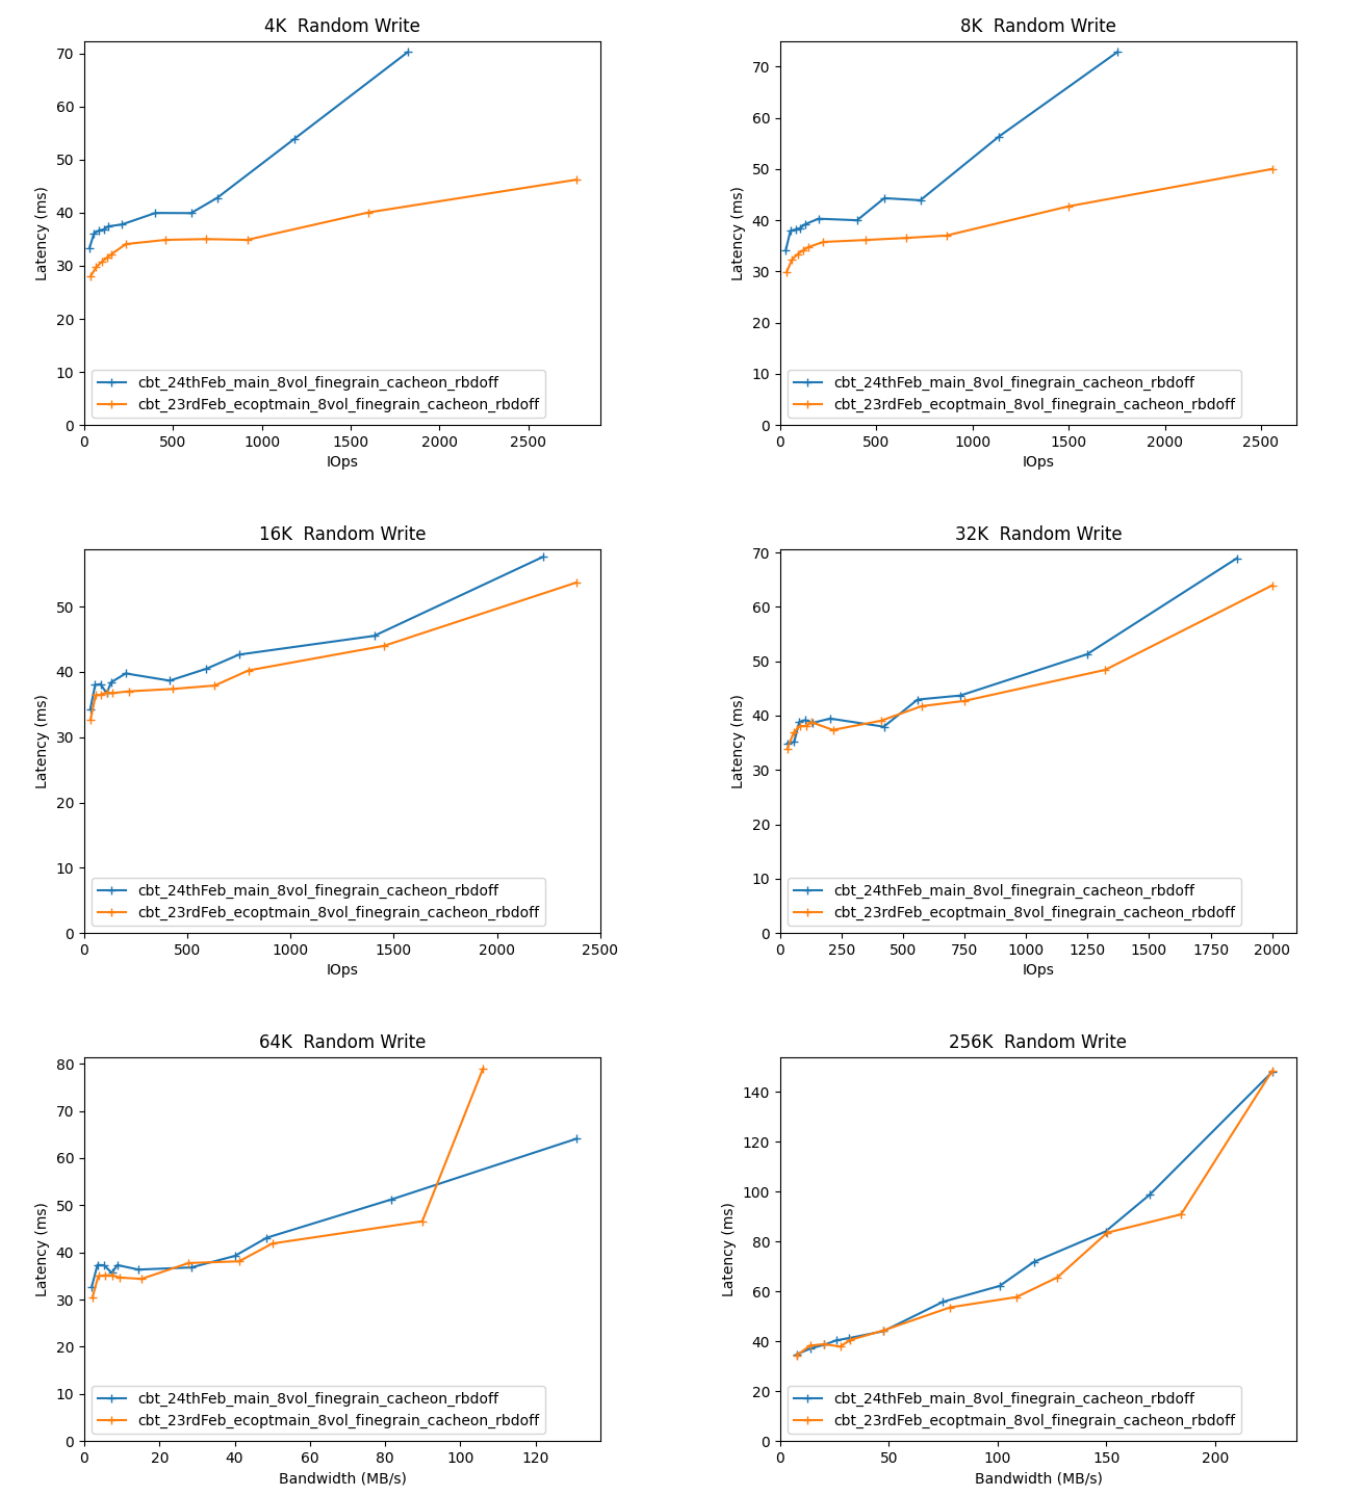 4K  Random Write
Latency (ms)
70
60
50
40
30
20
10
0
0 500 1000 1500 2000 2500
IOps
cbt_24thFeb_main_8vol_finegrain_cacheon_rbdoff
cbt_23rdFeb_ecoptmain_8vol_finegrain_cacheon_rbdoff
8K  Random Write
Latency (ms)
70
60
50
40
30
20
10
0
0 500 1000 1500 2000 2500
IOps
cbt_24thFeb_main_8vol_finegrain_cacheon_rbdoff
cbt_23rdFeb_ecoptmain_8vol_finegrain_cacheon_rbdoff
16K  Random Write
Latency (ms)
50
40
30
20
10
0
0 500 1000 1500 2000 2500
IOps
cbt_24thFeb_main_8vol_finegrain_cacheon_rbdoff
cbt_23rdFeb_ecoptmain_8vol_finegrain_cacheon_rbdoff
32K  Random Write
Latency (ms)
70
60
50
40
30
20
10
0
0 250 500 750 1000 1250 1500 1750 2000
IOps
cbt_24thFeb_main_8vol_finegrain_cacheon_rbdoff
cbt_23rdFeb_ecoptmain_8vol_finegrain_cacheon_rbdoff
64K  Random Write
Latency (ms)
80
70
60
50
40
30
20
10
0
0 20 40 60 80 100 120
Bandwidth (MB/s)
cbt_24thFeb_main_8vol_finegrain_cacheon_rbdoff
cbt_23rdFeb_ecoptmain_8vol_finegrain_cacheon_rbdoff
256K  Random Write
Latency (ms)
140
120
100
80
60
40
20
0
0 50 100 150 200
Bandwidth (MB/s)
cbt_24thFeb_main_8vol_finegrain_cacheon_rbdoff
cbt_23rdFeb_ecoptmain_8vol_finegrain_cacheon_rbdoff